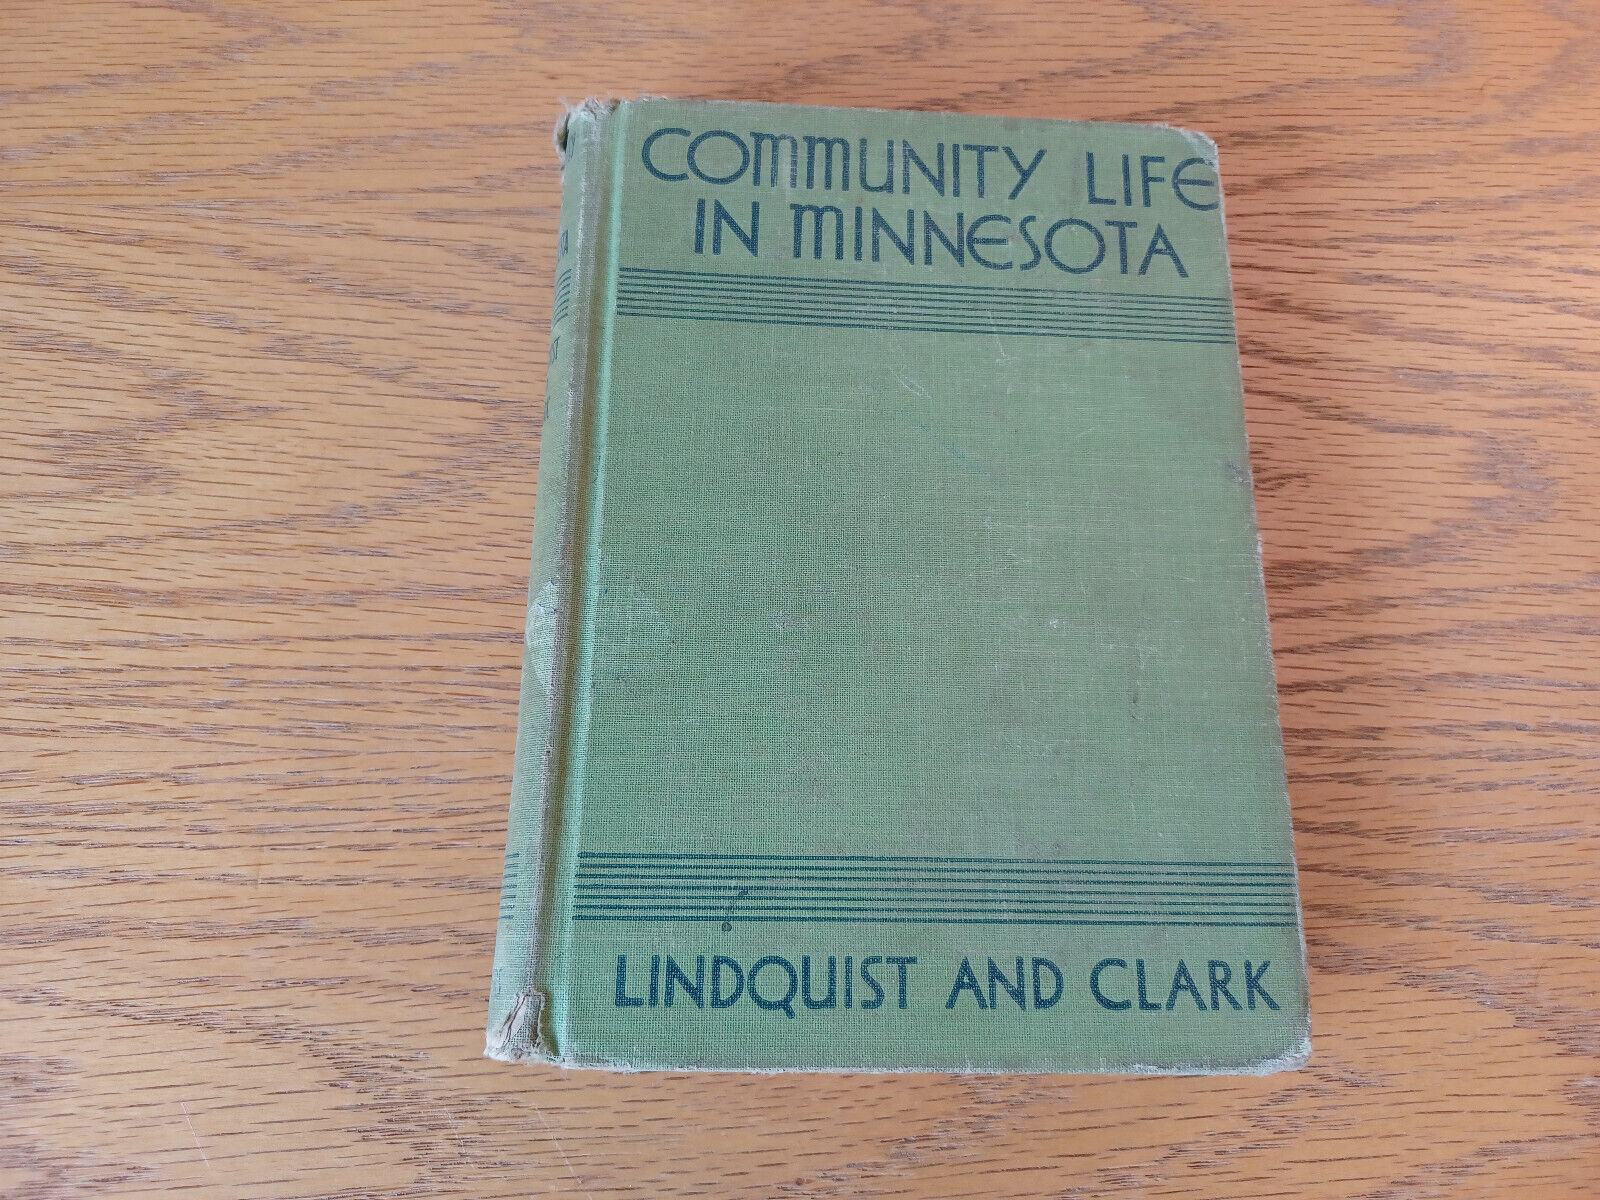 COMMUNITY LIFE
IN MINNESOTA
LINDQUIST AND CLARK